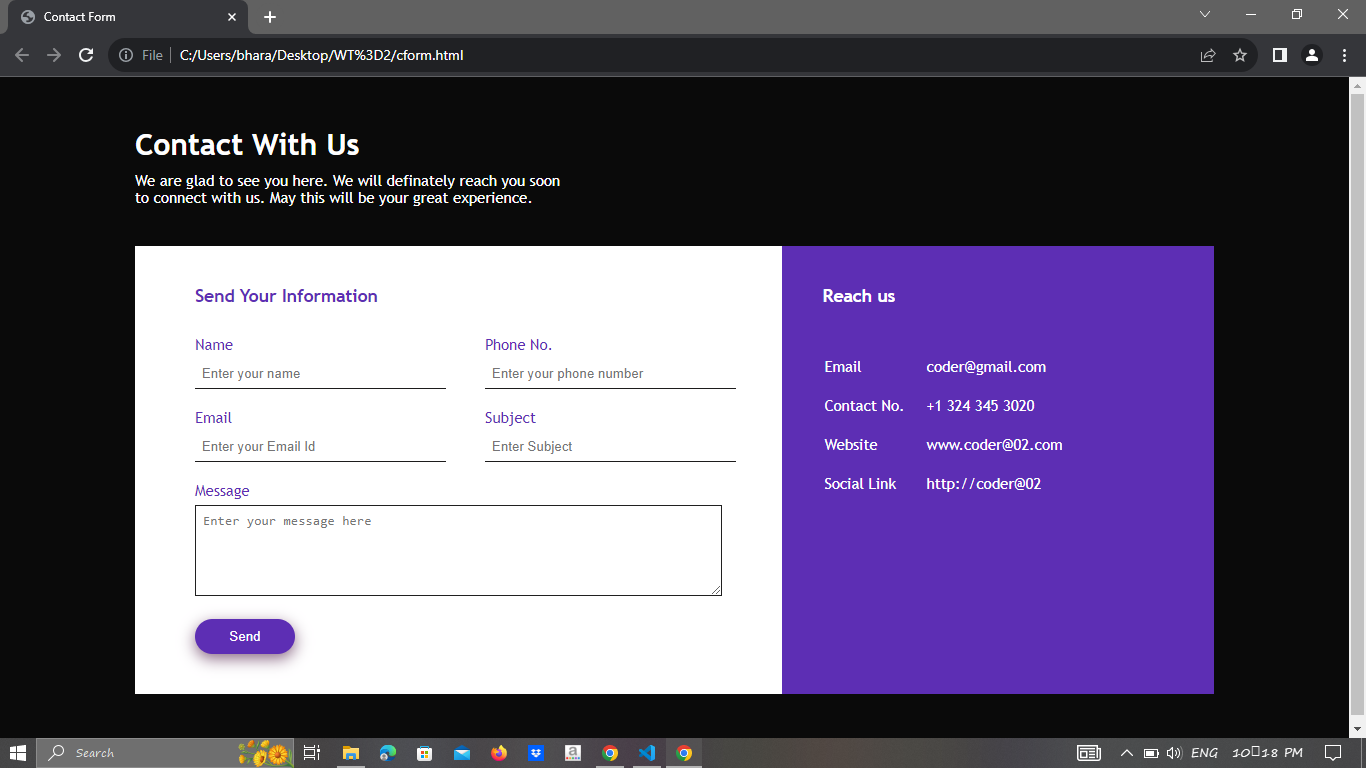 Contact Form
File
C:/Users/bhara/Desktop/WT%3D2/cform.html
Contact With Us
We are glad to see you here. We will definately reach you soon
to connect with us. May this will be your great experience.
Send Your Information
Name
Phone No.
Enter your name
Enter your phone number
Email
Subject
Enter your Email Id
Enter Subject
Message
Enter your message here
Send
Reach us
Email coder@gmail.com
Contact No. +1 324 345 3020
Website www.coder@02.com
Social Link http://coder@02
Search
a
ENG
10▯18 PM